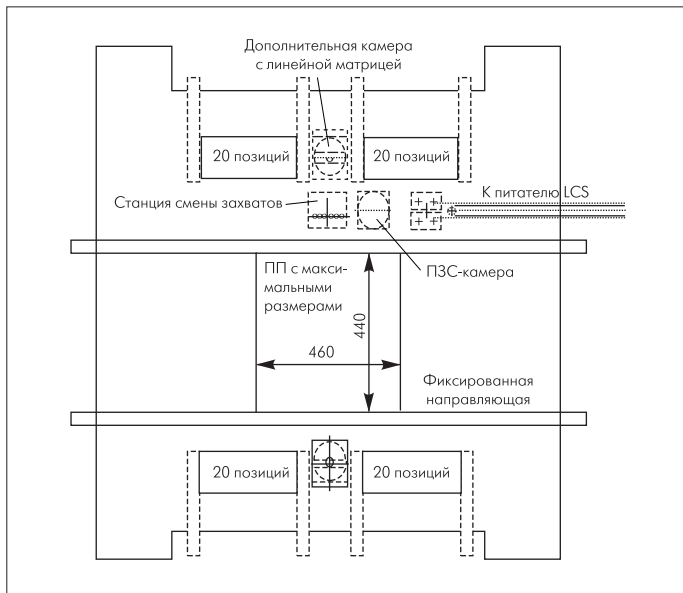 Дополнительная камера
с линейной матрицей
20 позиций
20 позиций
Станция смены захватов
К питателю LCS
ПП с макси-
мальными
размерами
ПЗС-камера
440
460
Фиксированная
направляющая
20 позиций
20 позиций